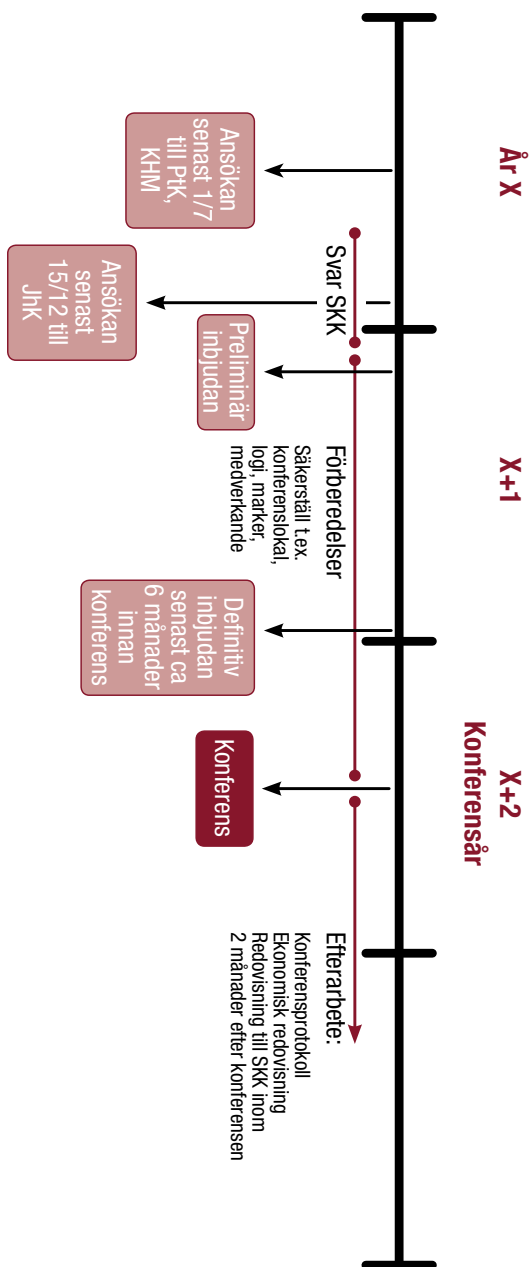 År X
X+1
X+2
Konferensår
Ansökan
senast 1/7
till PtK,
KHM
Svar SKK
Ansökan
senast
15/12 till
JhK
Preliminär
inbjudan
Förberedelser
Säkerställ t.ex.
konferenslokal,
logi, marker,
medverkande
Definitiv
inbjudan
senast ca
6 månader
innan
konferens
Konferens
Efterarbete:
Konferensprotokoll
Ekonomisk redovisning
Redovisning till SKK inom
2 månader efter konferensen